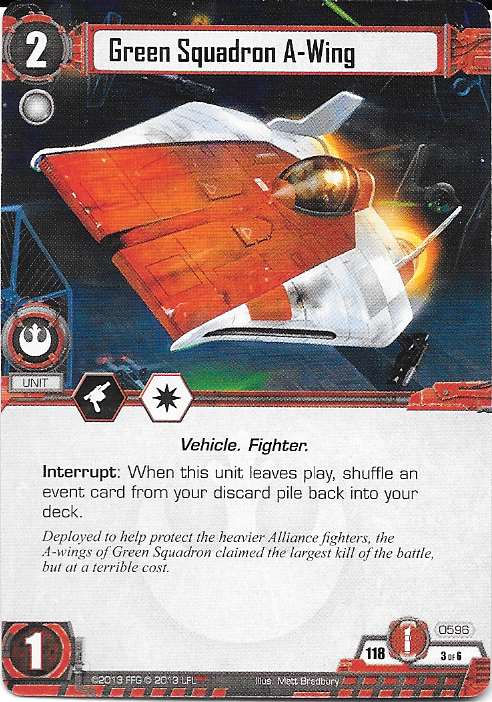 2
Green Squadron A-Wing
UNIT
Vehicle. Fighter.
Interrupt: When this unit leaves play, shuffle an
event card from your discard pile back into your
deck.
Deployed to help protect the heavier Alliance fighters, the
A-wings of Green Squadron claimed the largest kill of the battle,
but at a terrible cost.
1
0596
118
3 OF 6
©2013 FFG © 2013 LFL
Illus. Matt Bradbury